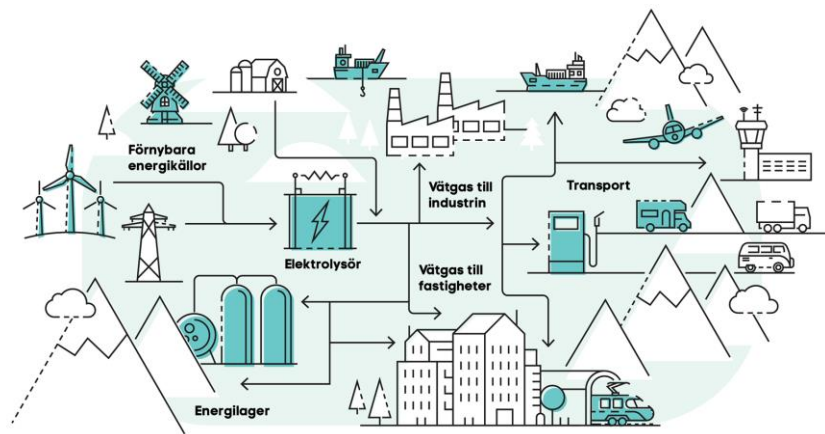 Förnybara
energikällor
Elektrolysör
Vätgas till
industrin
Transport
Vätgas till
fastigheter
Energilager